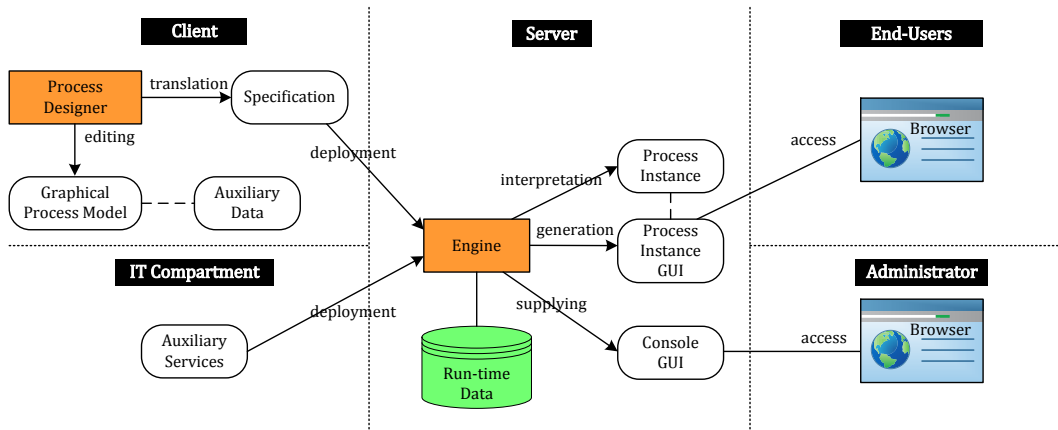 Client
Server
End-Users
Process
Designer
translation
Specification
editing
deployment
Graphical
Process Model
Auxiliary
Data
interpretation
Process
Instance
generation
Process
Instance
GUI
Engine
access
Browser
IT Compartment
Administrator
Auxiliary
Services
deployment
supplying
Run-time
Data
Console
GUI
access
Browser